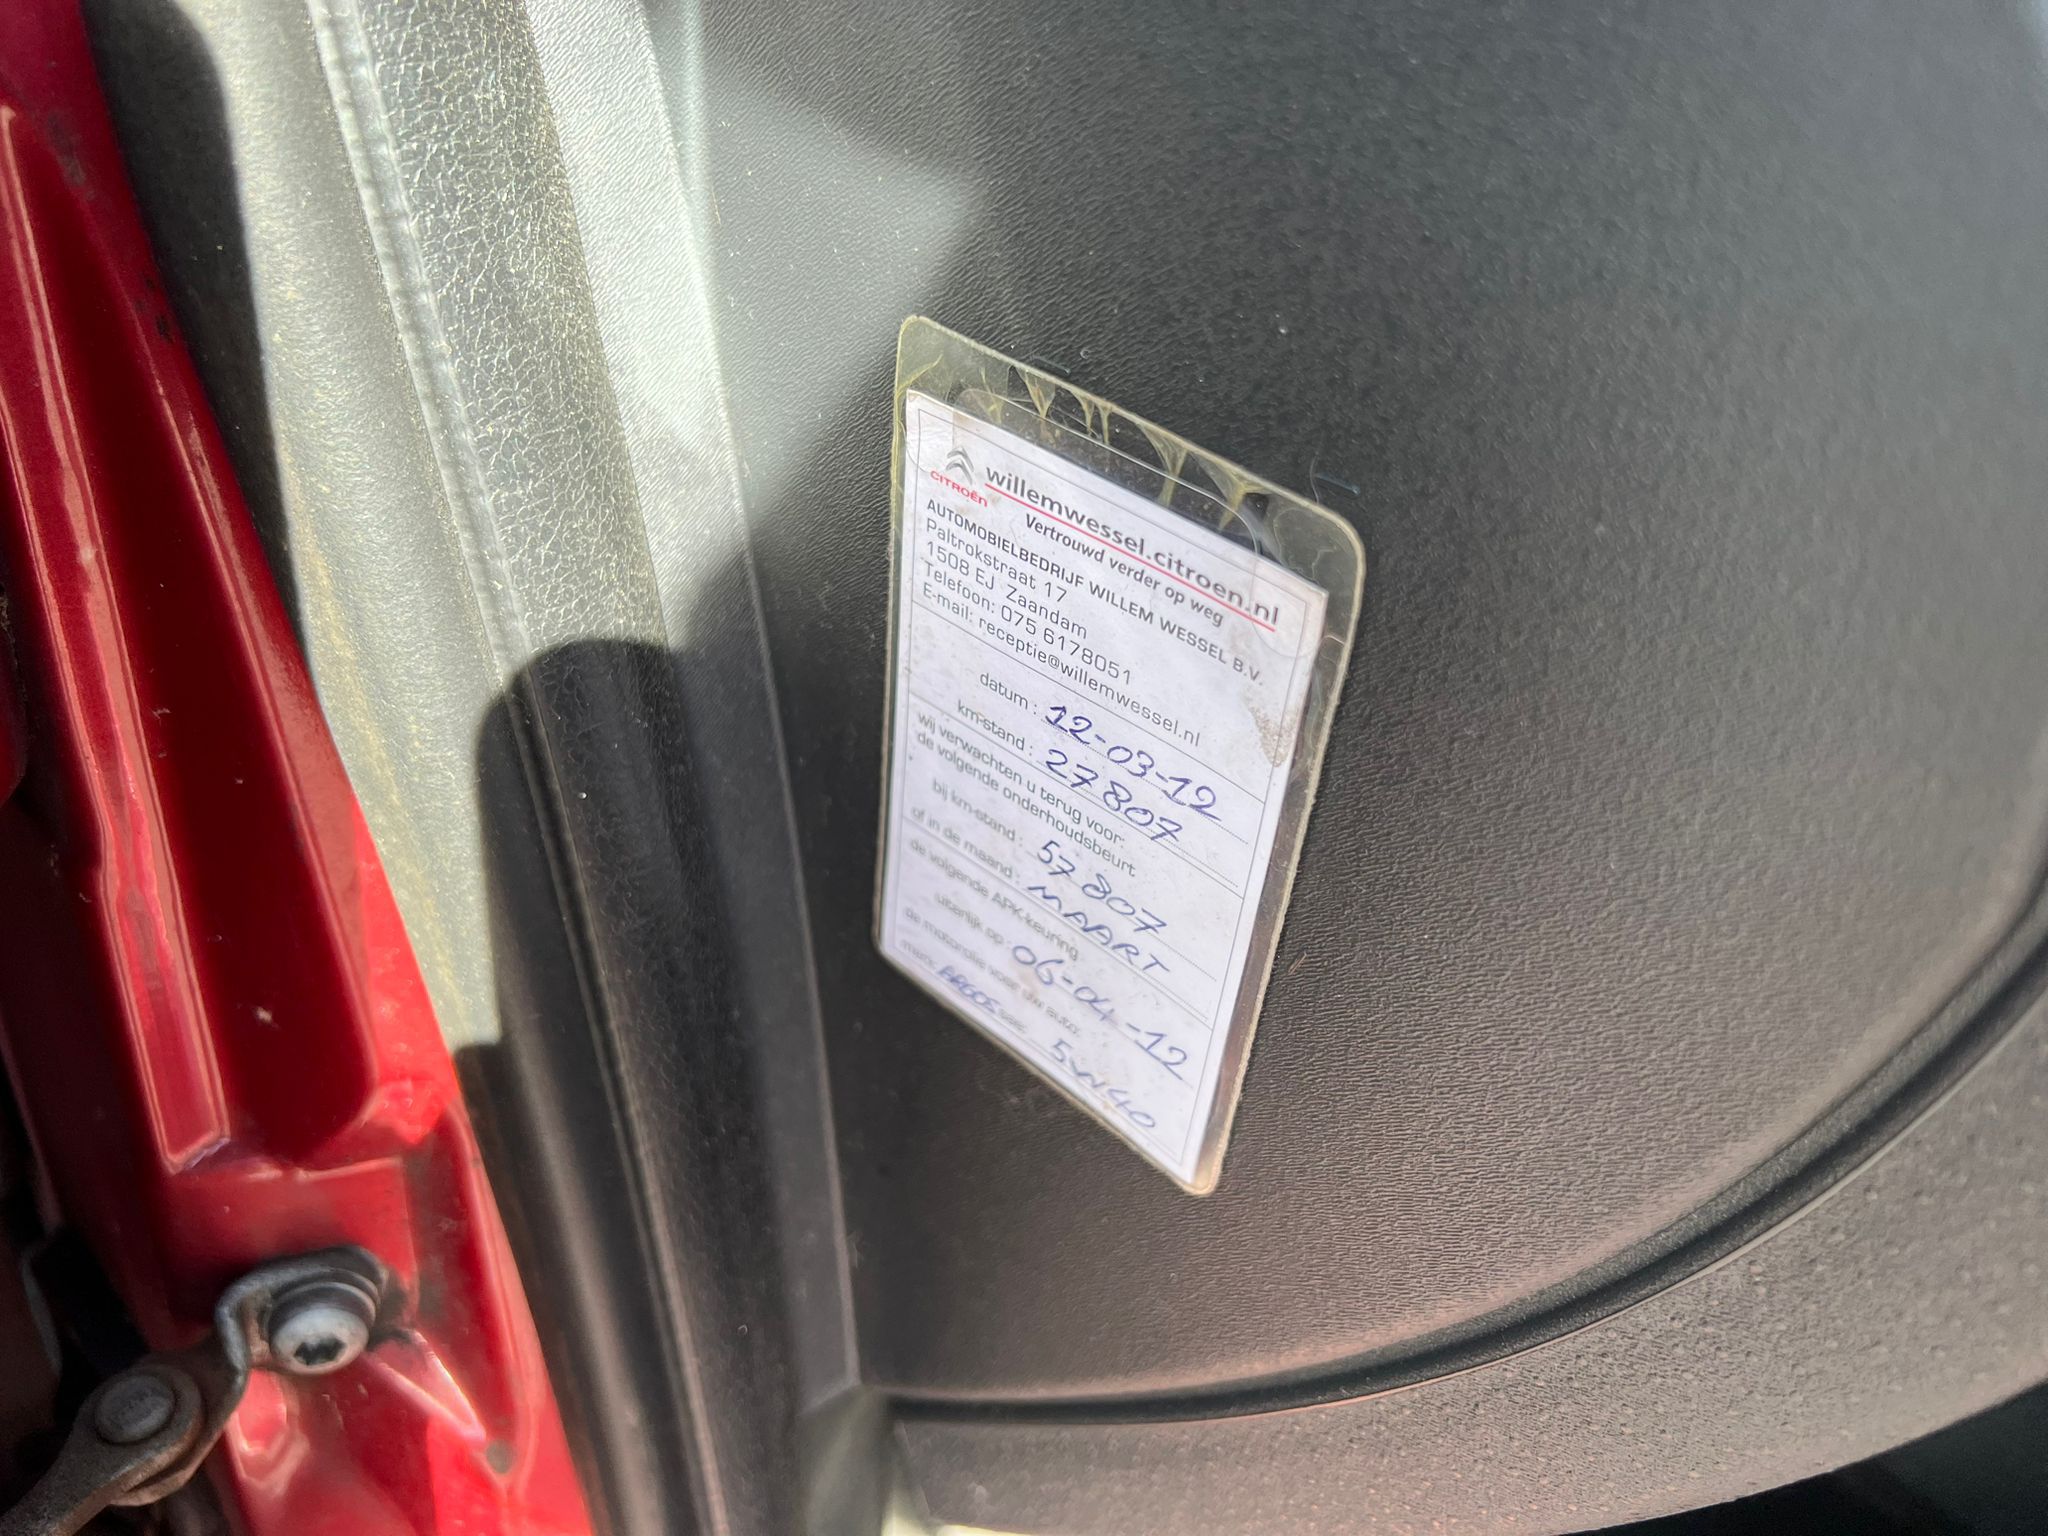 willemwessel.citroen.nl
CITROËN
Vertrouwd verder op weg
AUTOMOBIELBEDRIJF WILLEM WESSEL B.V.
Paltrokstraat 17
1508 EJ Zaandam
Telefoon: 075 6178051
E-mail: receptie@willemwessel.nl
datum : 12-03-12
km-stand : 27807
wij verwachten u terug voor:
de volgende onderhoudsbeurt
bij km-stand : 57807
of in de maand : MAART
de volgende APK-keuring
uiterlijk op : 06-04-12
de motorolie voor uw auto:
merk ARGOS sae: 5W40